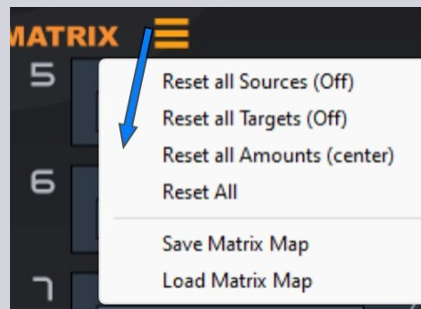 MATRIX
5
Reset all Sources (Off)
Reset all Targets (Off)
Reset all Amounts (center)
6
Reset All
Save Matrix Map
7
Load Matrix Map